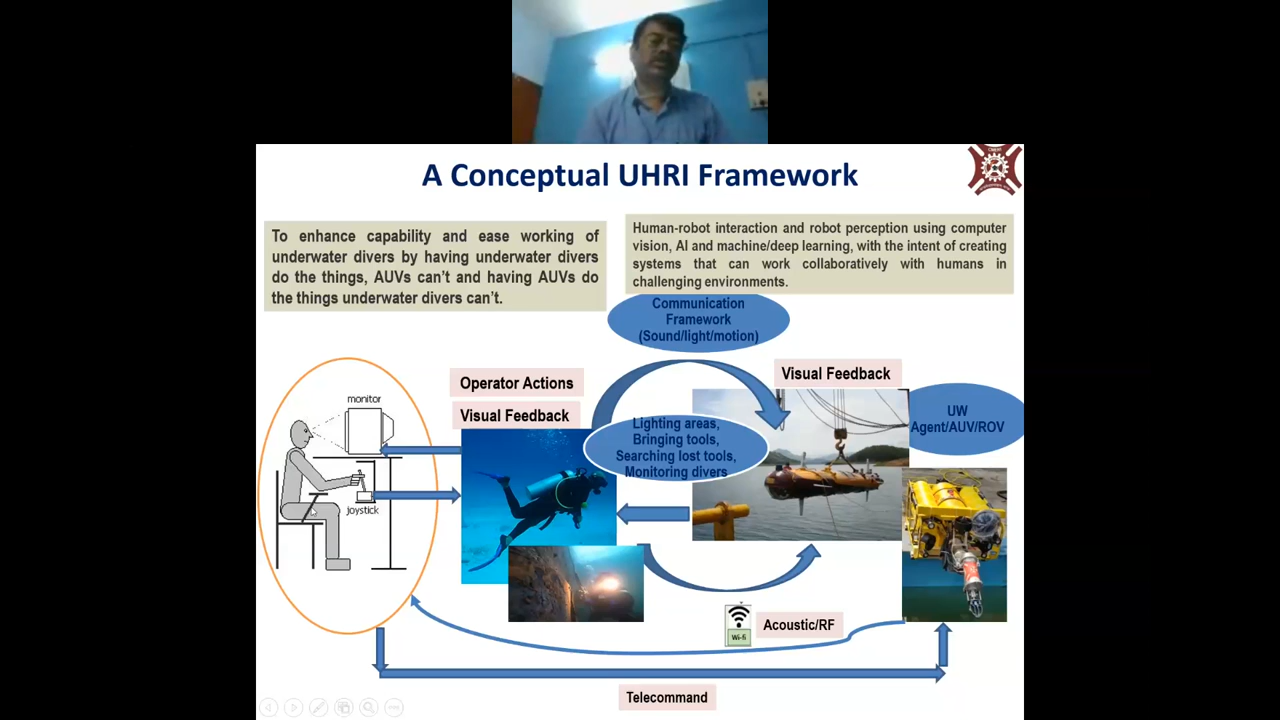 A Conceptual UHRI Framework
To enhance capability and ease working of
underwater divers by having underwater divers
do the things, AUVs can't and having AUVs do
the things underwater divers can't.
Human-robot interaction and robot perception using computer
vision, AI and machine/deep learning, with the intent of creating
systems that can work collaboratively with humans in
challenging environments.
Communication
Framework
(Sound/light/motion)
Operator Actions
Visual Feedback
Visual Feedback
monitor
joystick
Lighting areas,
Bringing tools,
Searching lost tools,
Monitoring divers
UW
Agent/AUV/ROV
Wi-fi
Acoustic/RF
Telecommand